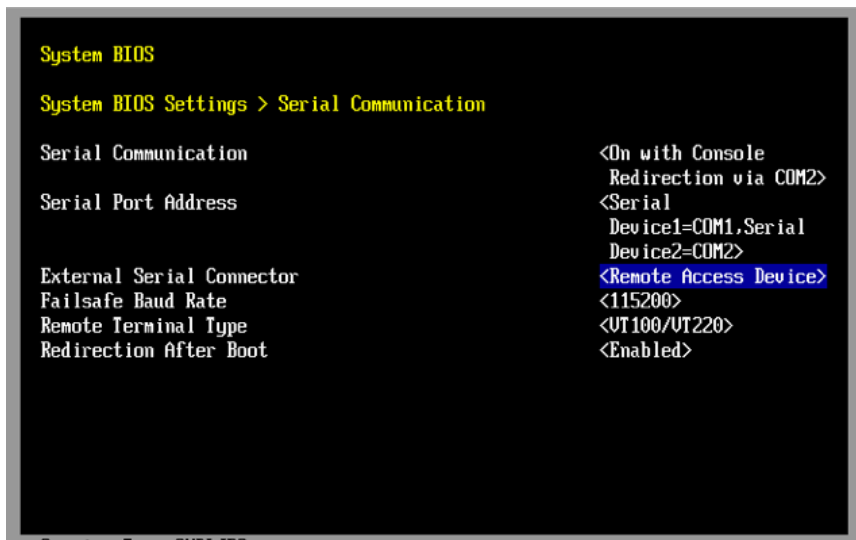 System BIOS
System BIOS Settings > Serial Communication
Serial Communication <On with Console
Redirection via COM2>
Serial Port Address <Serial
Device1=COM1,Serial
Device2=COM2>
External Serial Connector <Remote Access Device>
Failsafe Baud Rate <115200>
Remote Terminal Type <VT100/VT220>
Redirection After Boot <Enabled>